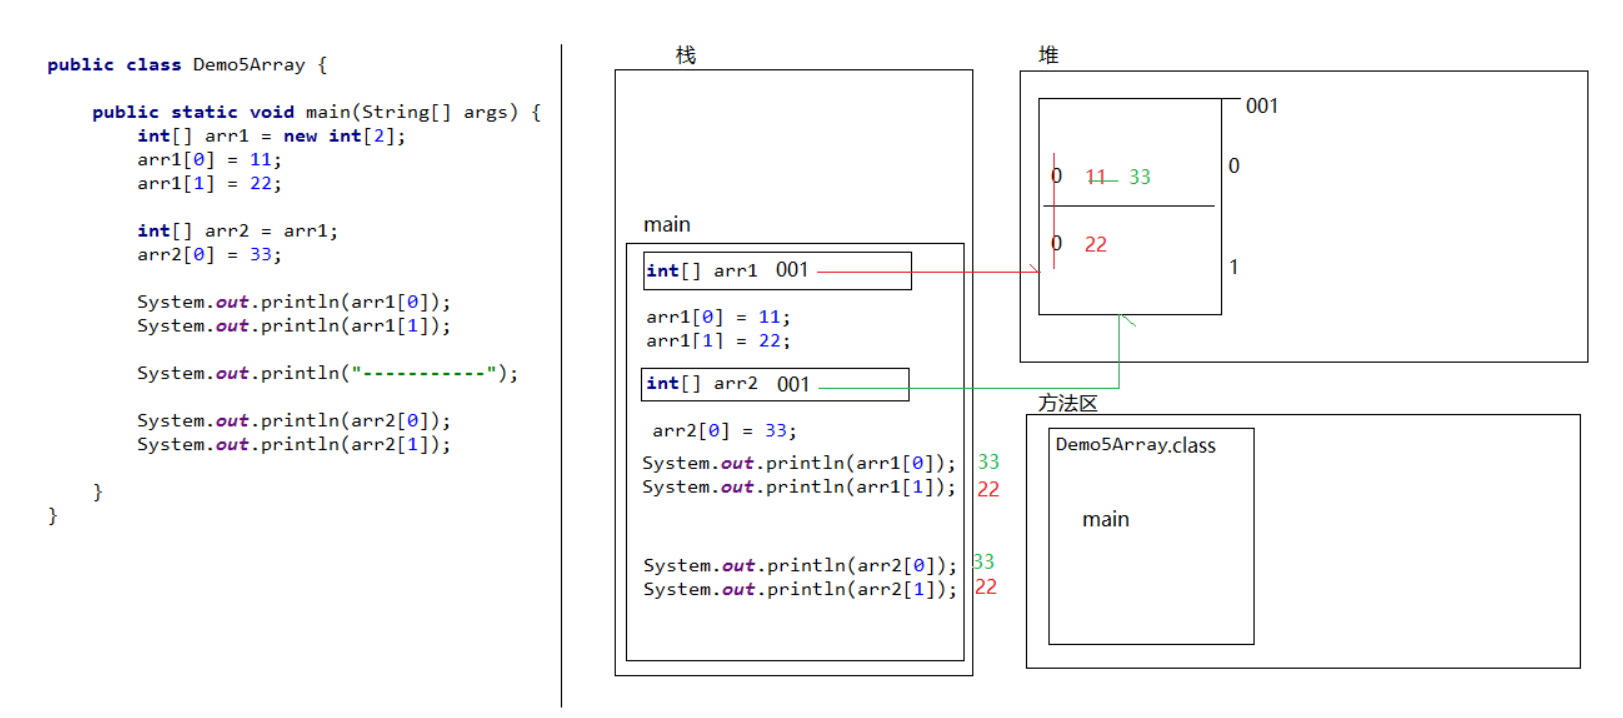 public class Demo5Array {
public static void main(String[] args) {
int[] arr1 = new int[2];
arr1[0] = 11;
arr1[1] = 22;
int[] arr2 = arr1;
arr2[0] = 33;
System.out.println(arr1[0]);
System.out.println(arr1[1]);
System.out.println("-----------");
System.out.println(arr2[0]);
System.out.println(arr2[1]);
}
}
栈
main
int[] arr1 001
arr1[0] = 11;
arr1[1] = 22;
int[] arr2 001
arr2[0] = 33;
System.out.println(arr1[0]); 33
System.out.println(arr1[1]); 22
System.out.println(arr2[0]); 33
System.out.println(arr2[1]); 22
堆
001
0 11 33 0
0 22
1
方法区
Demo5Array.class
main